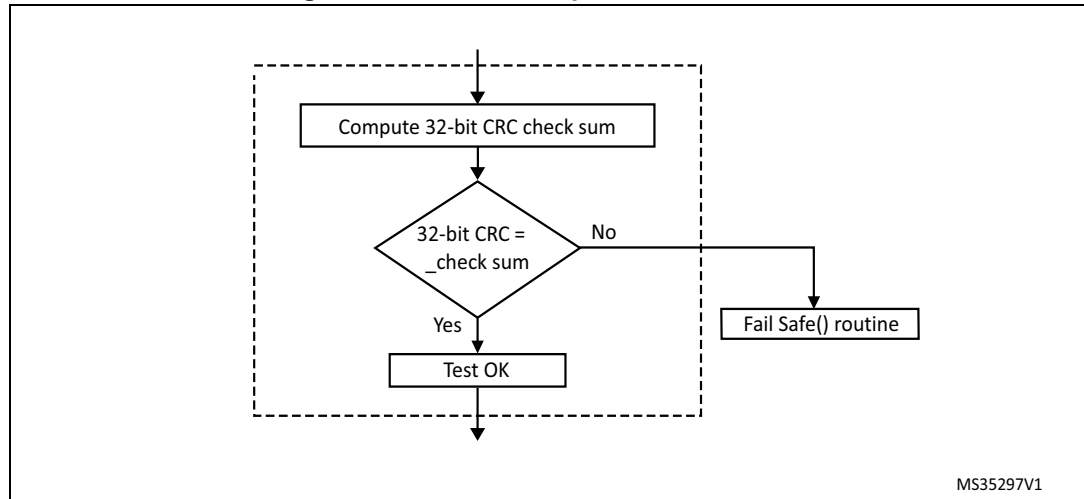 Compute 32-bit CRC check sum
32-bit CRC =
_check sum
No
Yes
Fail Safe() routine
Test OK
MS35297V1